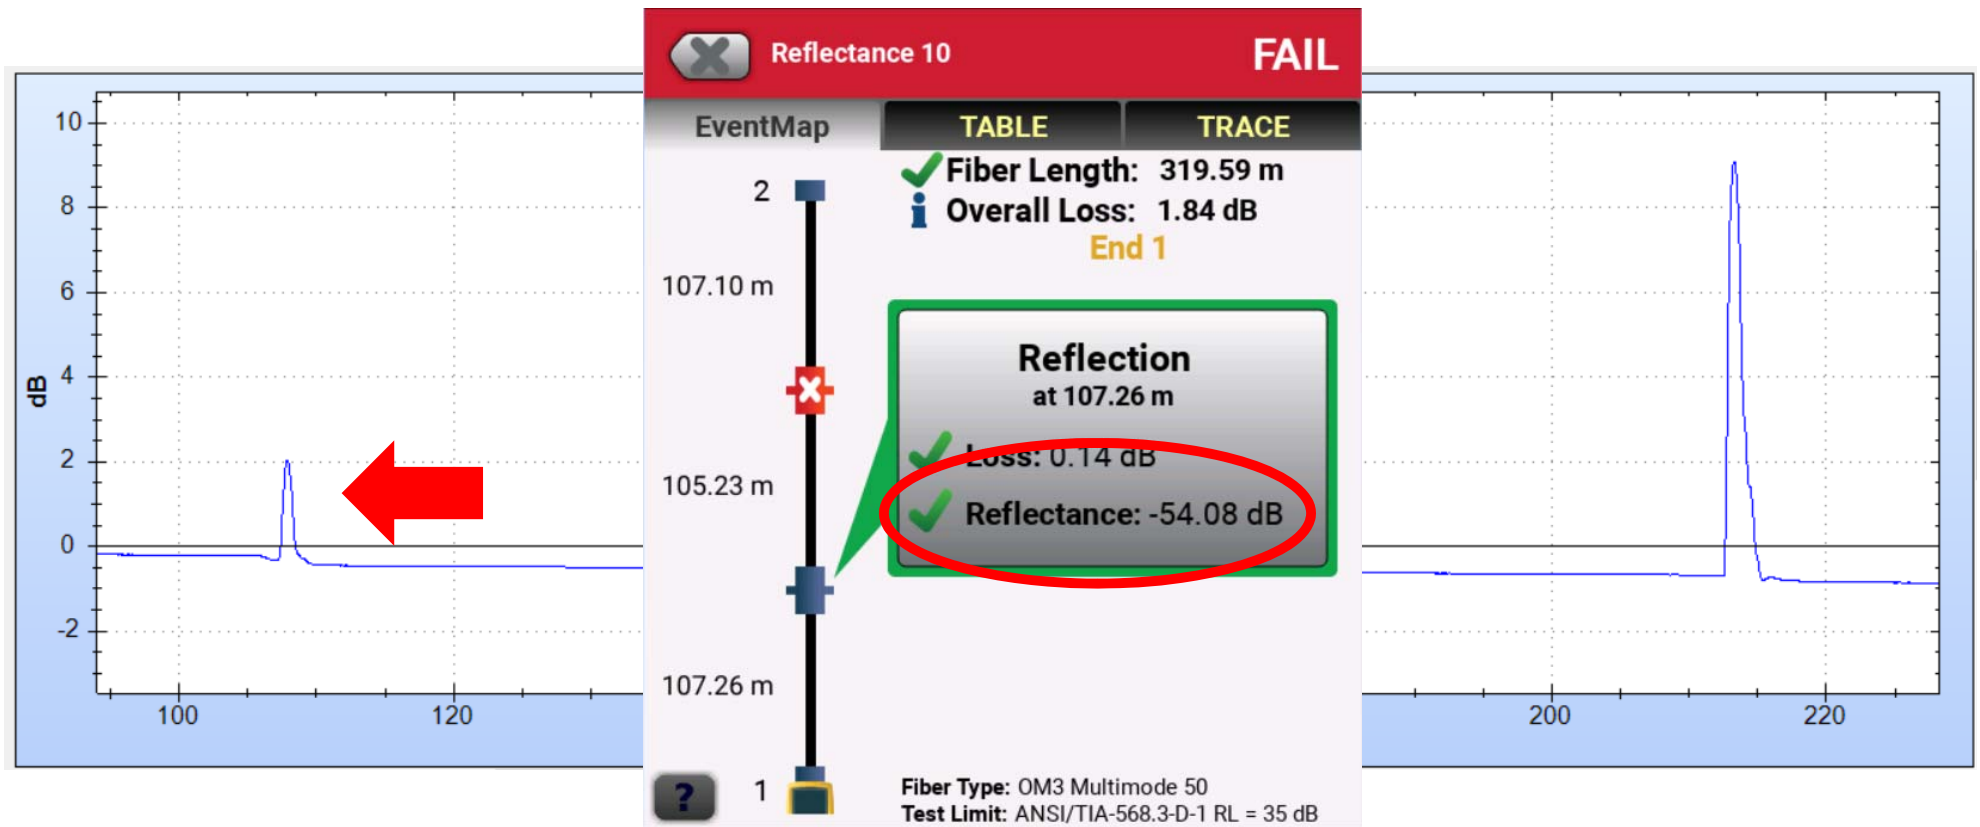 Reflectance 10
FAIL
EventMap
TABLE
TRACE
Fiber Length: 319.59 m
Overall Loss: 1.84 dB
End 1
2
107.10 m
105.23 m
107.26 m
1
Reflection
at 107.26 m
Loss: 0.14 dB
Reflectance: -54.08 dB
?
Fiber Type: OM3 Multimode 50
Test Limit: ANSI/TIA-568.3-D-1 RL = 35 dB
dB
10
8
6
4
2
0
-2
100
120
200
220